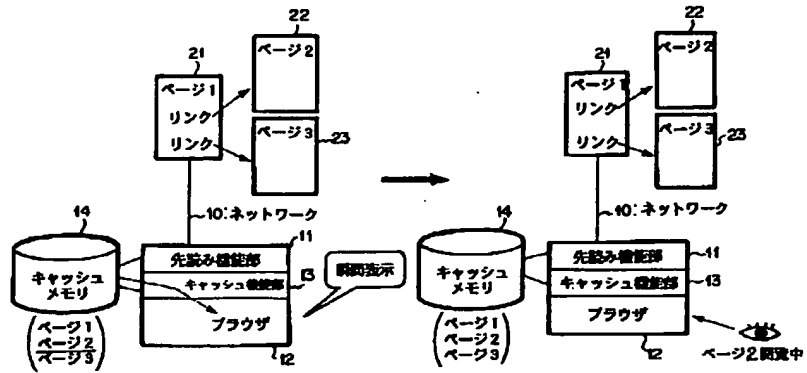 22
21
ページ2
ページ1
リンク
リンク
ページ3
23
10:ネットワーク
14
11
先読み機能部
キャッシュ機能部
13
キャッシュ
メモリ
ブラウザ
瞬間表示
ページ1
ページ2
ページ3
12
22
21
ページ2
ページ1
リンク
リンク
ページ3
23
10:ネットワーク
14
先読み機能部
11
キャッシュ機能部
13
キャッシュ
メモリ
ブラウザ
ページ1
ページ2
ページ3
12
ページ2閲覧中